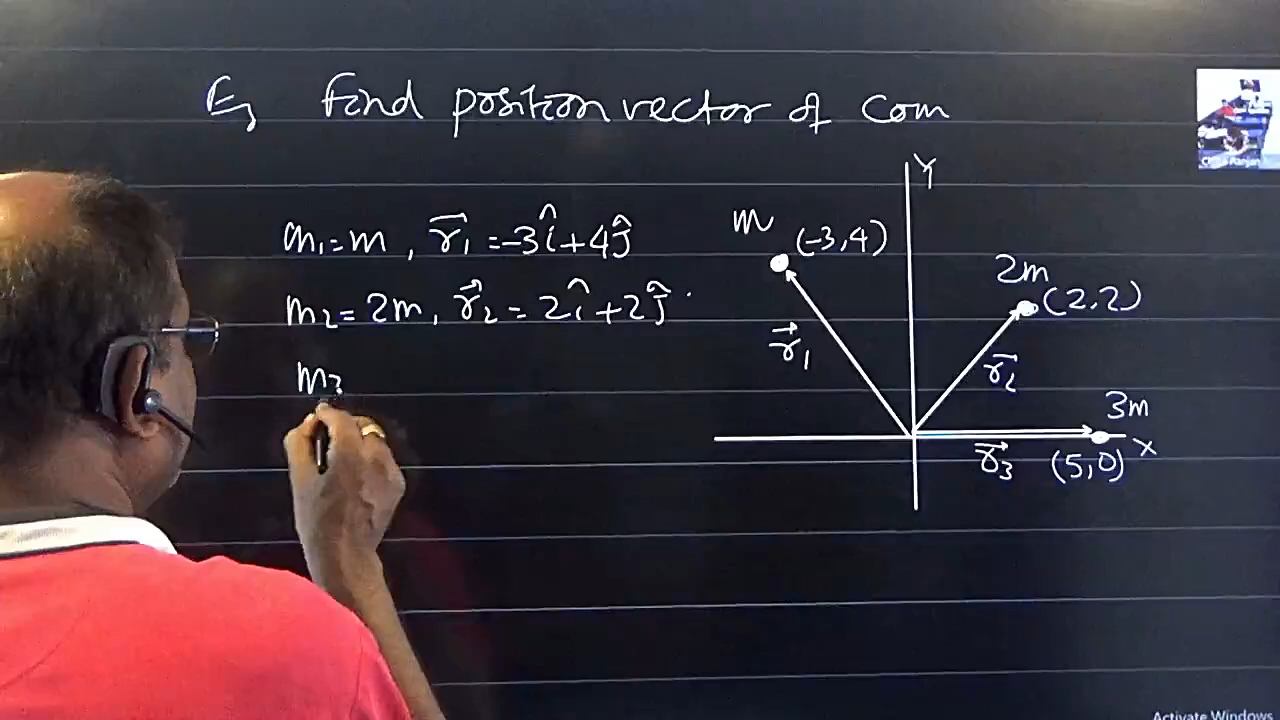 Eg Find position vector of com
m₁=m, r⃗₁ = -3î+4ĵ
m₂ = 2m, r⃗₂ = 2î+2ĵ
m₃
Y
m
(-3,4)
2m
(2,2)
r⃗₁
r⃗₂
3m
x
r⃗₃
(5,0)
Activate Windows